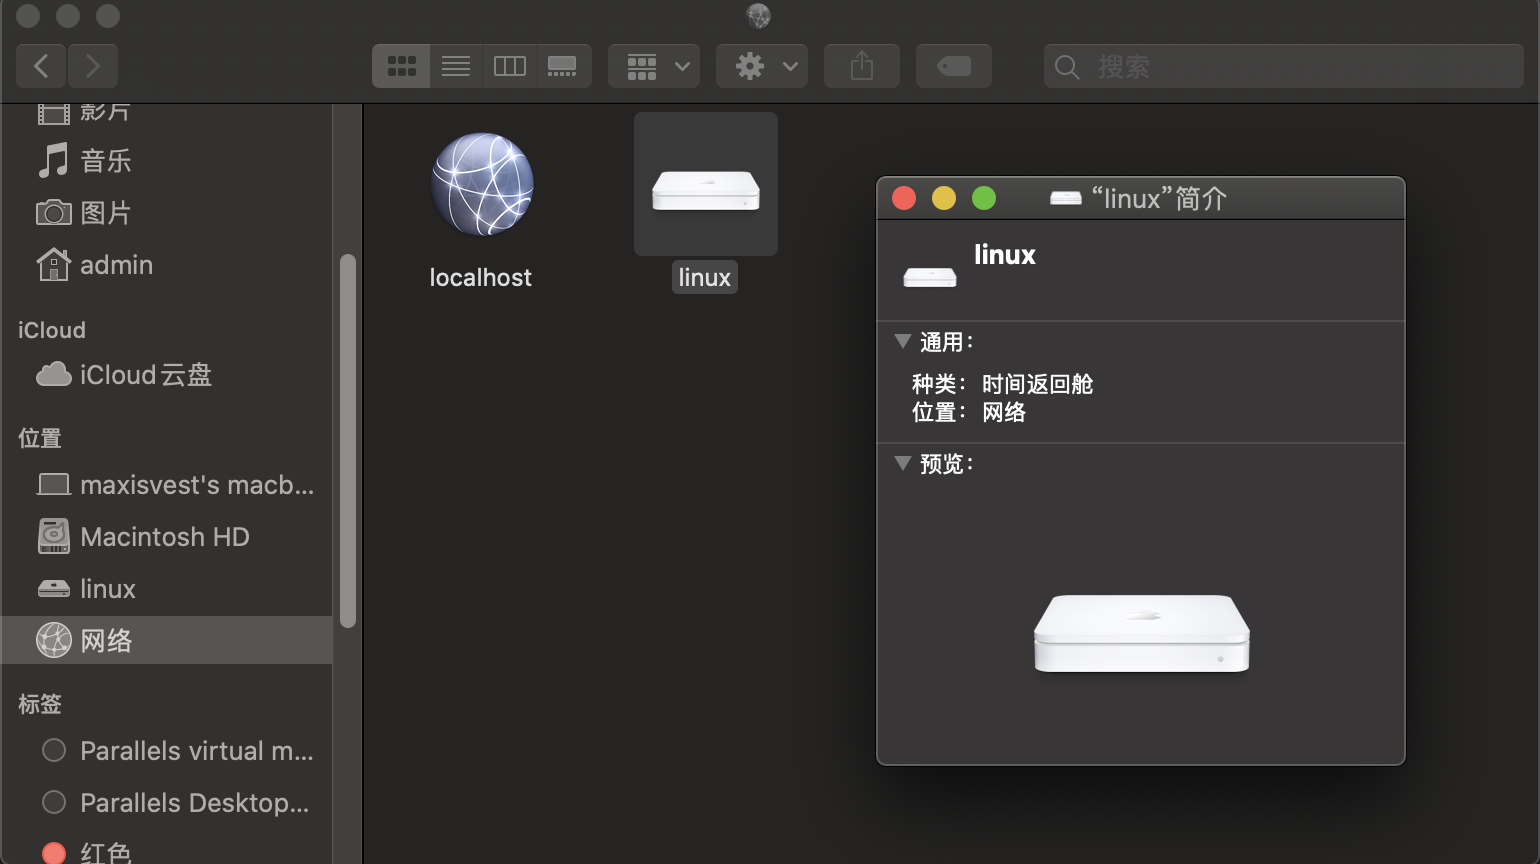 搜索
影片
音乐
图片
admin
iCloud
iCloud云盘
位置
maxisvest's macb...
Macintosh HD
linux
网络
标签
Parallels virtual m...
Parallels Desktop...
红色
localhost
linux
“linux”简介
linux
通用：
种类： 时间返回舱
位置： 网络
预览：